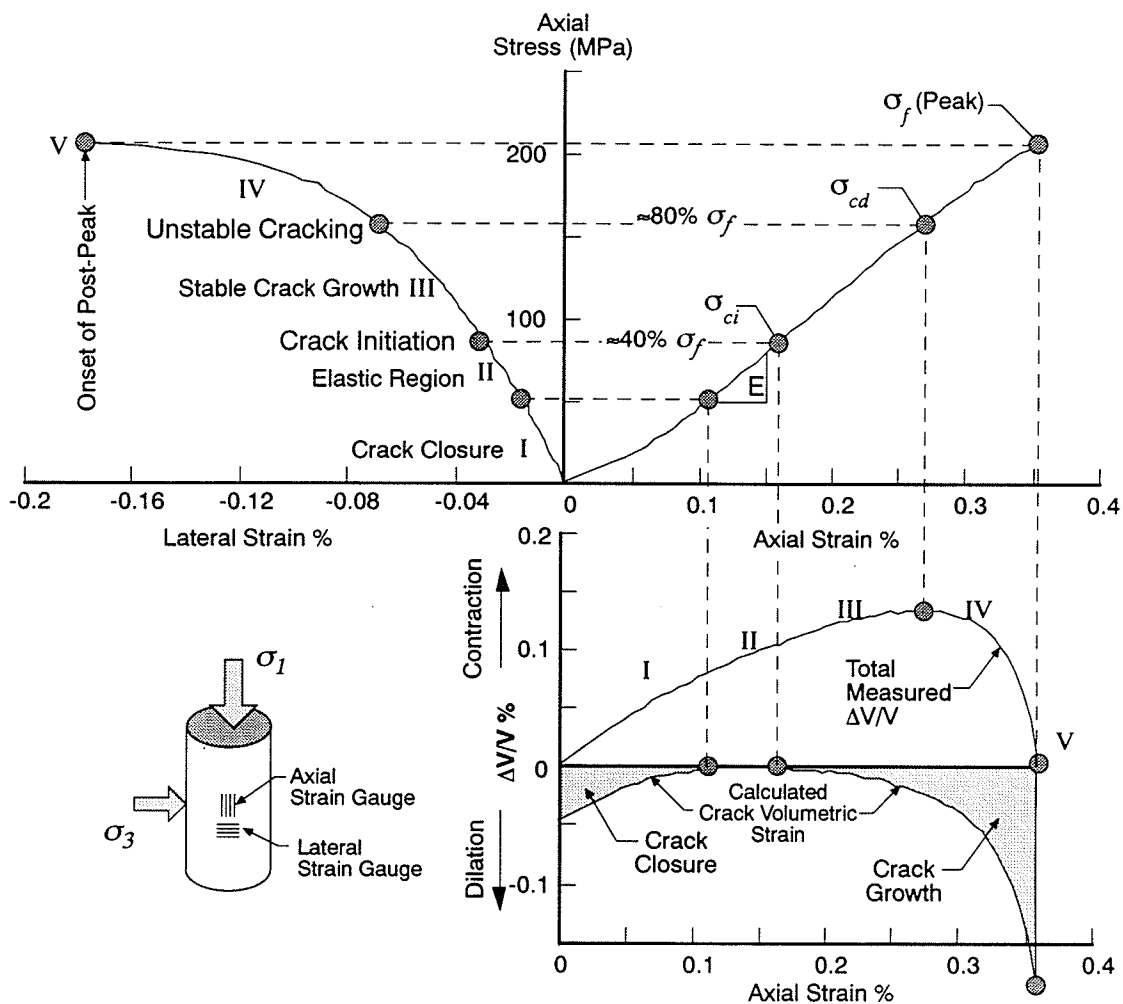 Axial
Stress (MPa)
σf (Peak)
V
200
IV
σcd
≈80% σf
Unstable Cracking
Onset of Post-Peak
Stable Crack Growth III
σci
100
Crack Initiation
≈40% σf
Elastic Region II
E
Crack Closure I
-0.2 -0.16 -0.12 -0.08 -0.04 0 0.1 0.2 0.3 0.4
Lateral Strain %
Axial Strain %
0.2
Contraction
III
IV
II
I
0.1
Total
Measured
ΔV/V
ΔV/V %
V
0
Calculated
Crack Volumetric
Strain
Crack
Closure
Dilation
-0.1
Crack
Growth
0 0.1 0.2 0.3 0.4
Axial Strain %
σ1
Axial
Strain Gauge
σ3
Lateral
Strain Gauge